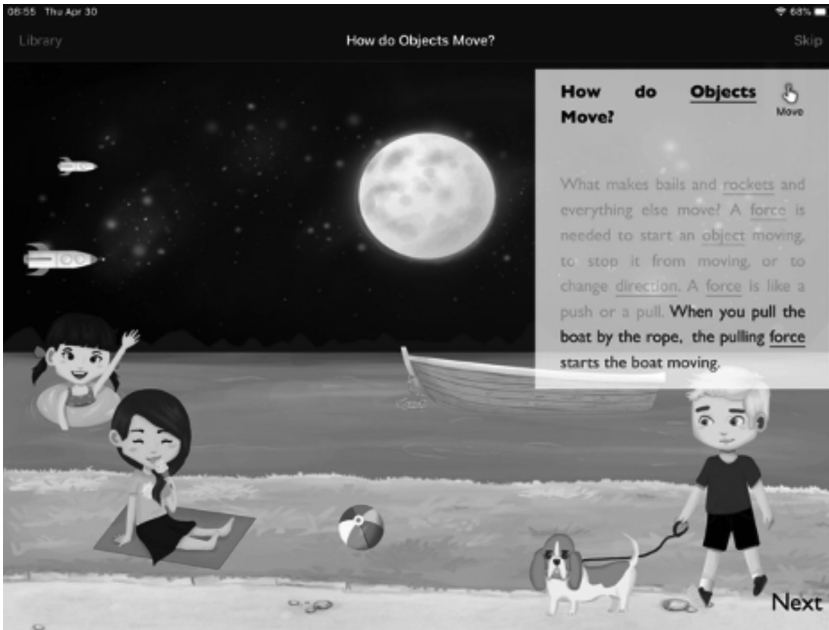 08:55 Thu Apr 30
68%
Library
How do Objects Move?
Skip
How do Objects
Move?
Move
What makes balls and rockets and
everything else move? A force is
needed to start an object moving,
to stop it from moving, or to
change direction. A force is like a
push or a pull. When you pull the
boat by the rope, the pulling force
starts the boat moving.
Next